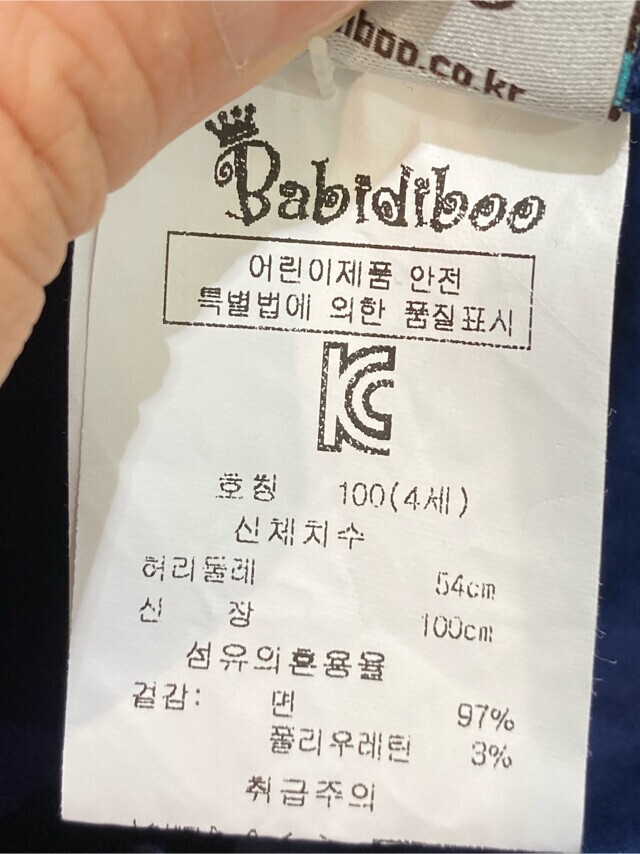 iboo.co.kr
Babidiboo
어린이제품 안전
특별법에 의한 품질표시
호칭 100(4세)
신체치수
허리둘레 54cm
신 장 100cm
섬유의혼용율
겉감: 면 97%
폴리우레틴 3%
취급주의